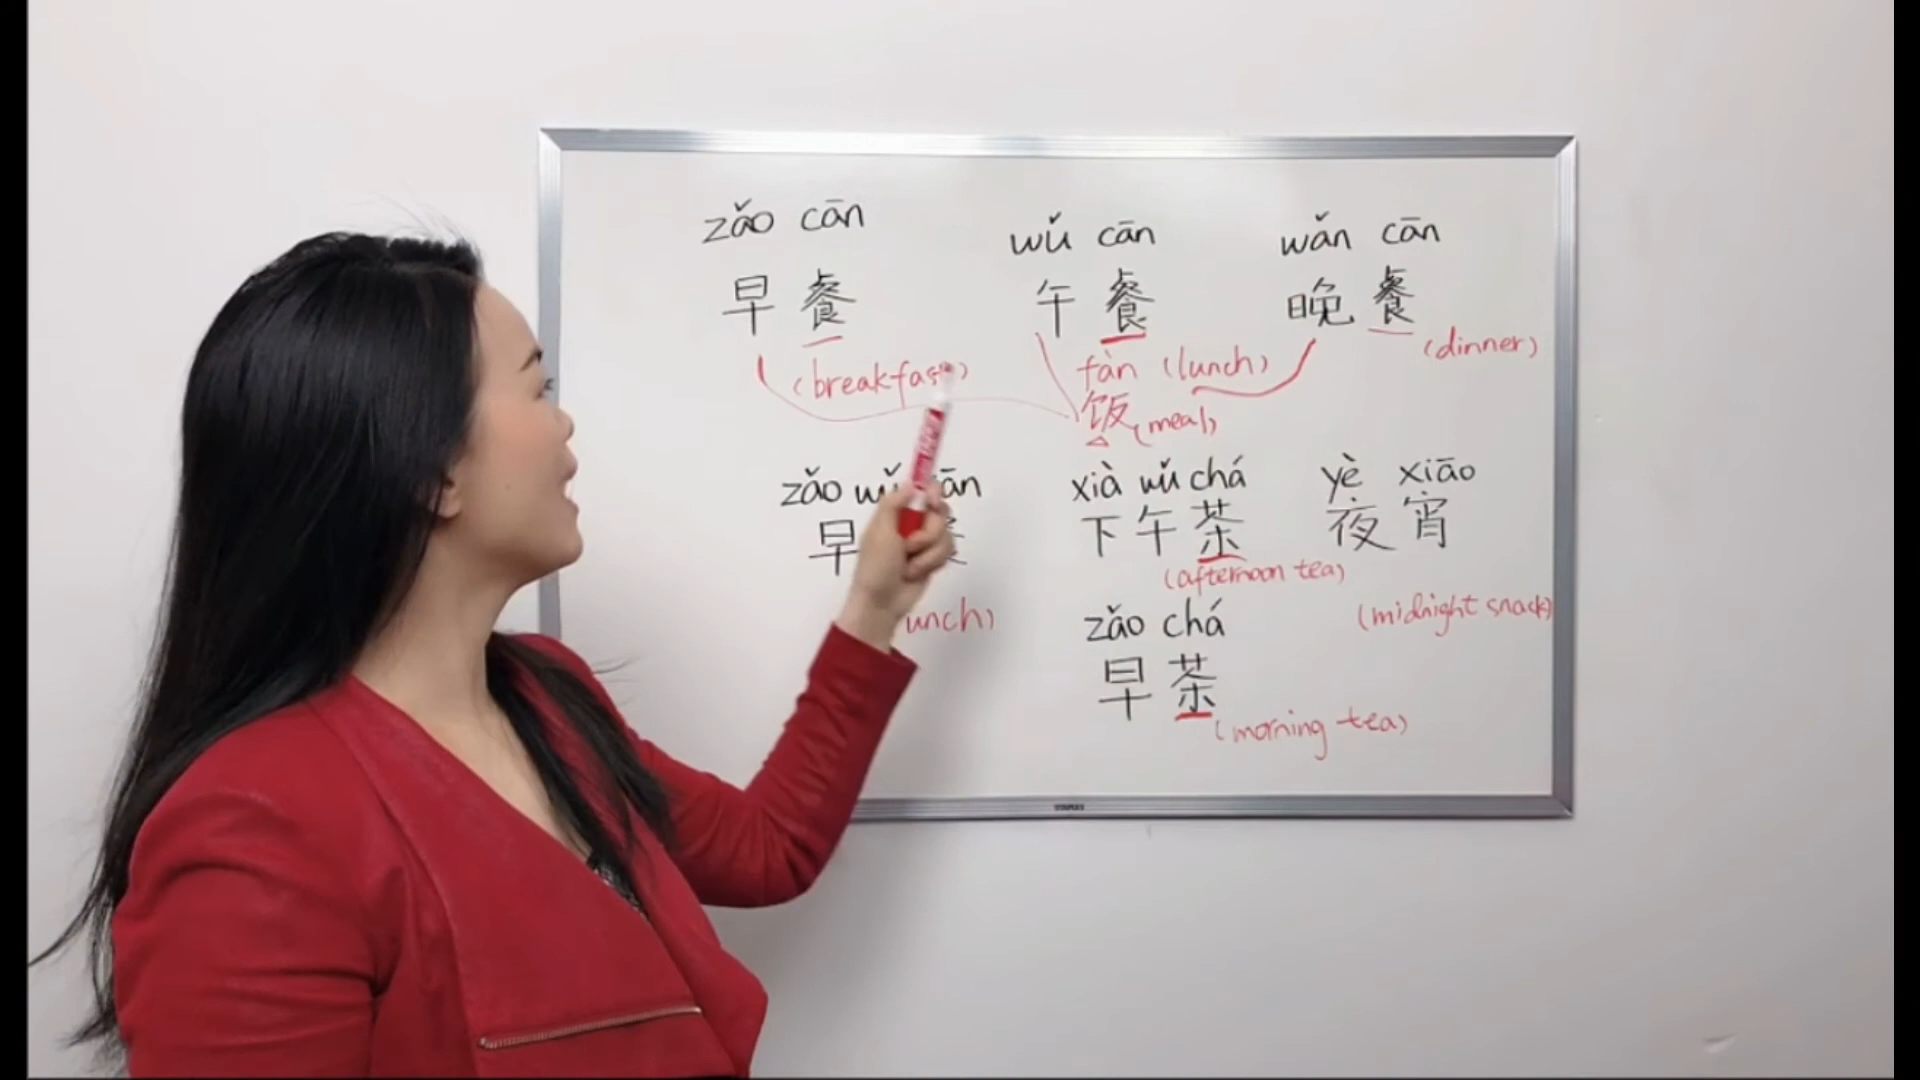 zǎo cān
wǔ cān
wǎn cān
早餐
午餐
晚餐
(breakfast)
fàn (lunch)
(dinner)
饭 (meal)
zǎo
xià wǔ chá
yè xiāo
早
下午茶
夜宵
(afternoon tea)
(midnight snack)
zǎo chá
早茶
(morning tea)